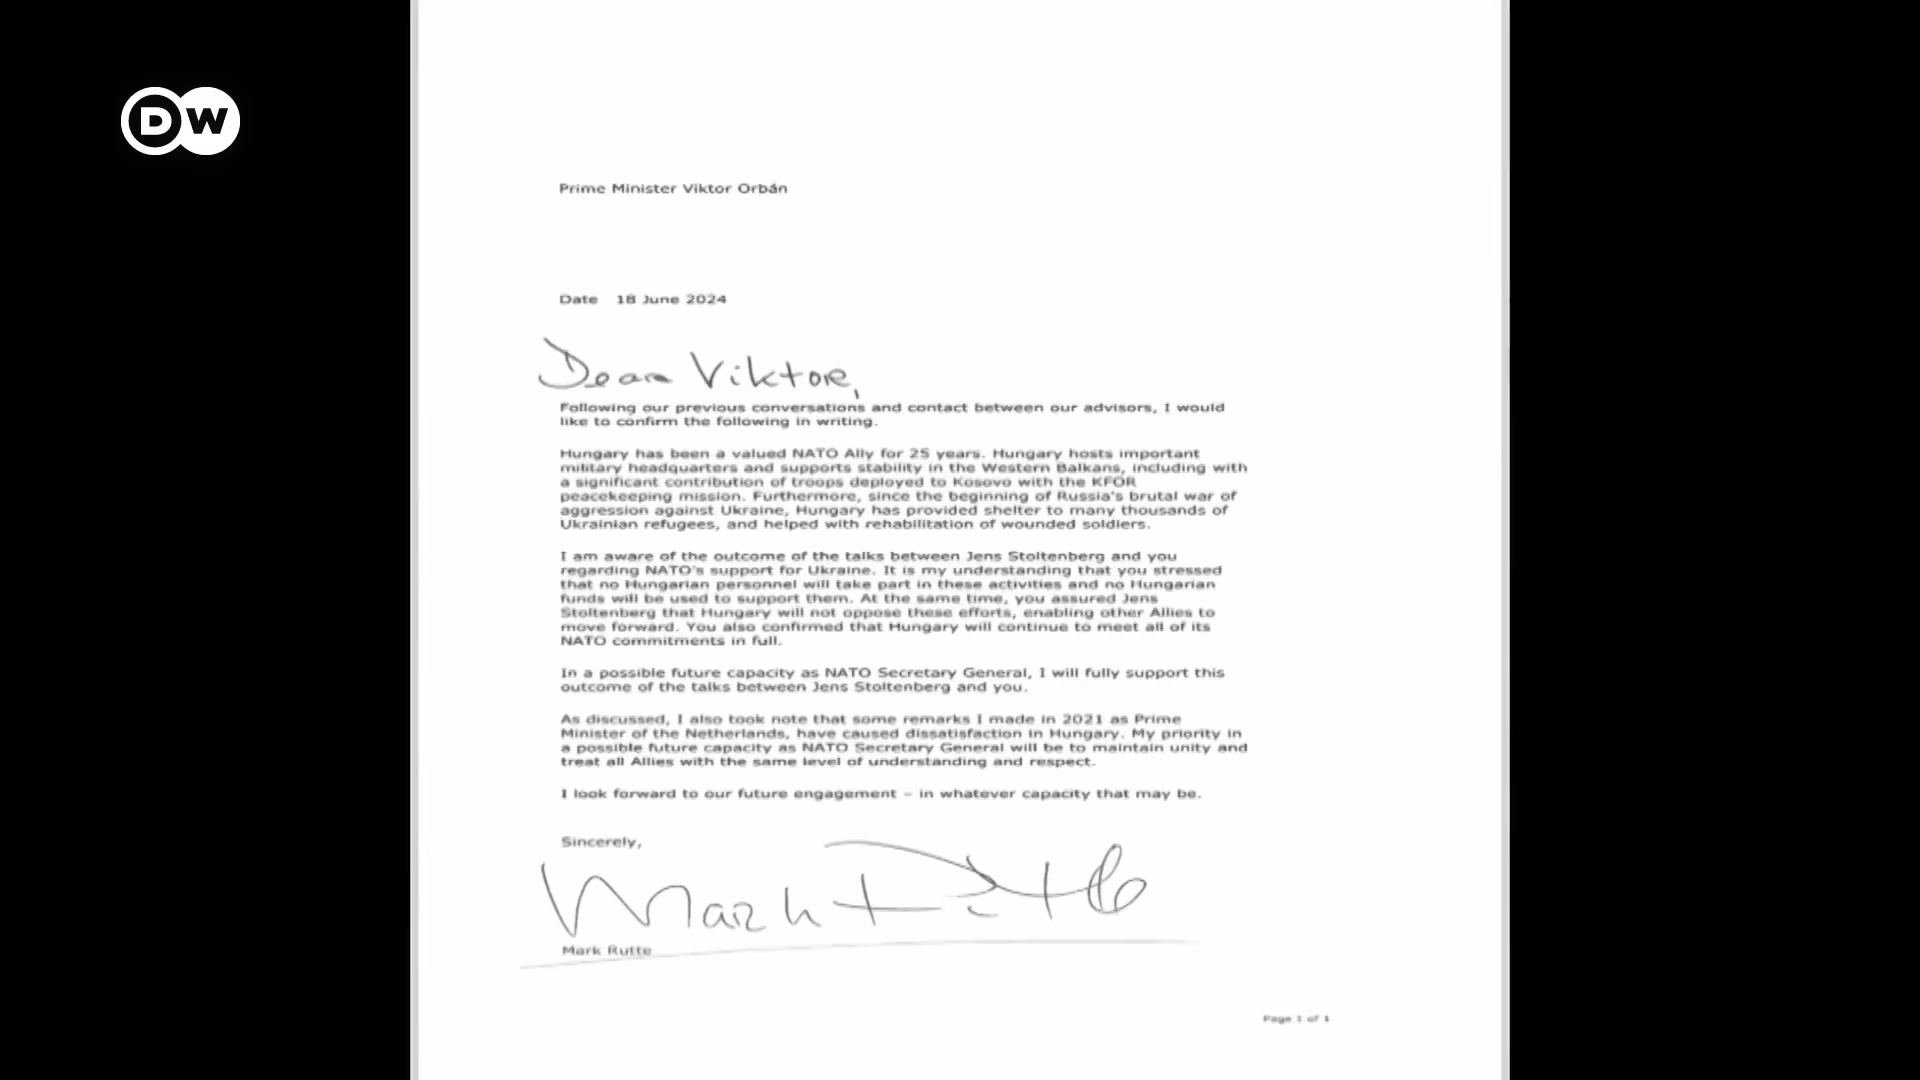 DW
Prime Minister Viktor Orbán
Date 18 June 2024
Dear Viktor,
Following our previous conversations and contact between our advisors, I would
like to confirm the following in writing.
Hungary has been a valued NATO Ally for 25 years. Hungary hosts important
military headquarters and supports stability in the Western Balkans, including with
a significant contribution of troops deployed to Kosovo with the KFOR
peacekeeping mission. Furthermore, since the beginning of Russia's brutal war of
aggression against Ukraine, Hungary has provided shelter to many thousands of
Ukrainian refugees, and helped with rehabilitation of wounded soldiers.
I am aware of the outcome of the talks between Jens Stoltenberg and you
regarding NATO's support for Ukraine. It is my understanding that you stressed
that no Hungarian personnel will take part in these activities and no Hungarian
funds will be used to support them. At the same time, you assured Jens
Stoltenberg that Hungary will not oppose these efforts, enabling other Allies to
move forward. You also confirmed that Hungary will continue to meet all of its
NATO commitments in full.
In a possible future capacity as NATO Secretary General, I will fully support this
outcome of the talks between Jens Stoltenberg and you.
As discussed, I also took note that some remarks I made in 2021 as Prime
Minister of the Netherlands, have caused dissatisfaction in Hungary. My priority in
a possible future capacity as NATO Secretary General will be to maintain unity and
treat all Allies with the same level of understanding and respect.
I look forward to our future engagement – in whatever capacity that may be.
Sincerely,
Mark Rutte
Mark Rutte
Page 1 of 1